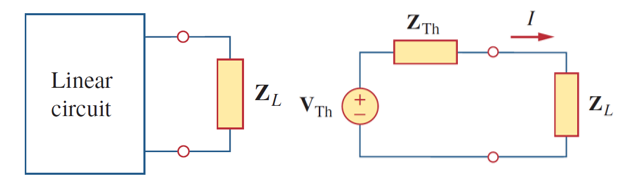 Linear
circuit
Z_L
V_Th
+
−
Z_Th
I
Z_L